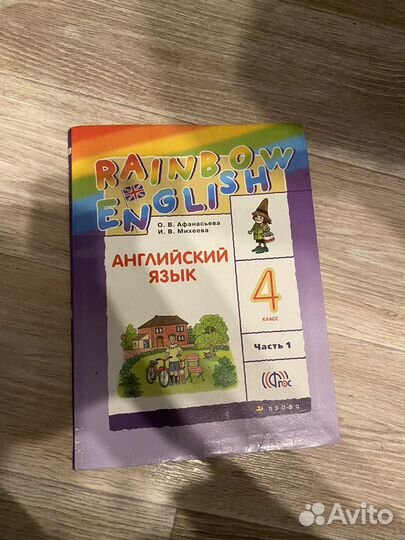 RAINBOW
ENGLISH
О. В. Афанасьева
И. В. Михеева
АНГЛИЙСКИЙ
ЯЗЫК
4
КЛАСС
Часть 1
ФГОС
ДРОФА
Avito